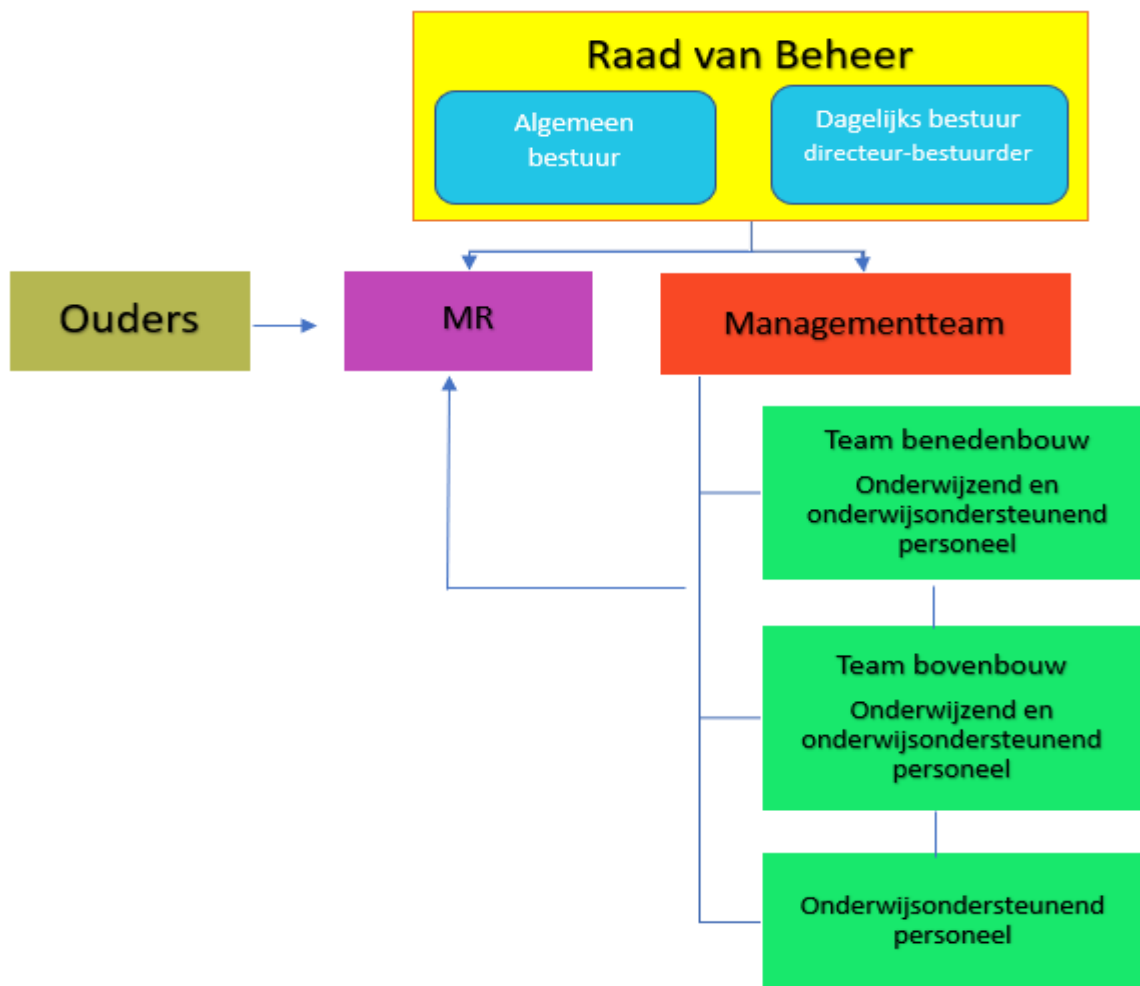 Raad van Beheer
Algemeen
bestuur
Dagelijks bestuur
directeur-bestuurder
Ouders
MR
Managementteam
Team benedenbouw
Onderwijzend en
onderwijsondersteunend
personeel
Team bovenbouw
Onderwijzend en
onderwijsondersteunend
personeel
Onderwijsondersteunend
personeel